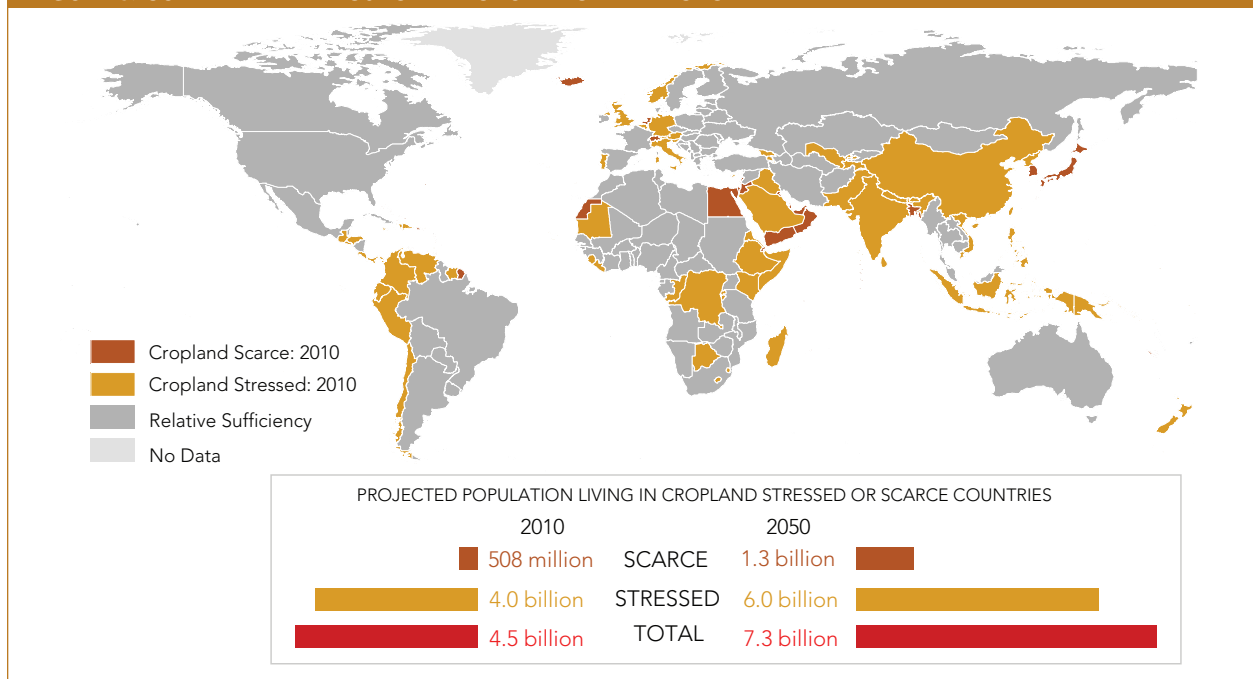 Cropland Scarce: 2010
Cropland Stressed: 2010
Relative Sufficiency
No Data
PROJECTED POPULATION LIVING IN CROPLAND STRESSED OR SCARCE COUNTRIES
2010 2050
508 million SCARCE 1.3 billion
4.0 billion STRESSED 6.0 billion
4.5 billion TOTAL 7.3 billion